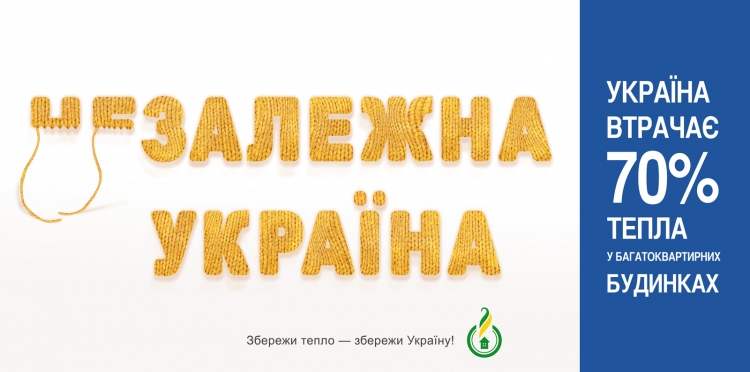 НЕЗАЛЕЖНА
УКРАЇНА
Збережи тепло — збережи Україну!
УКРАЇНА
ВТРАЧАЄ
70%
ТЕПЛА
У БАГАТОКВАРТИРНИХ
БУДИНКАХ